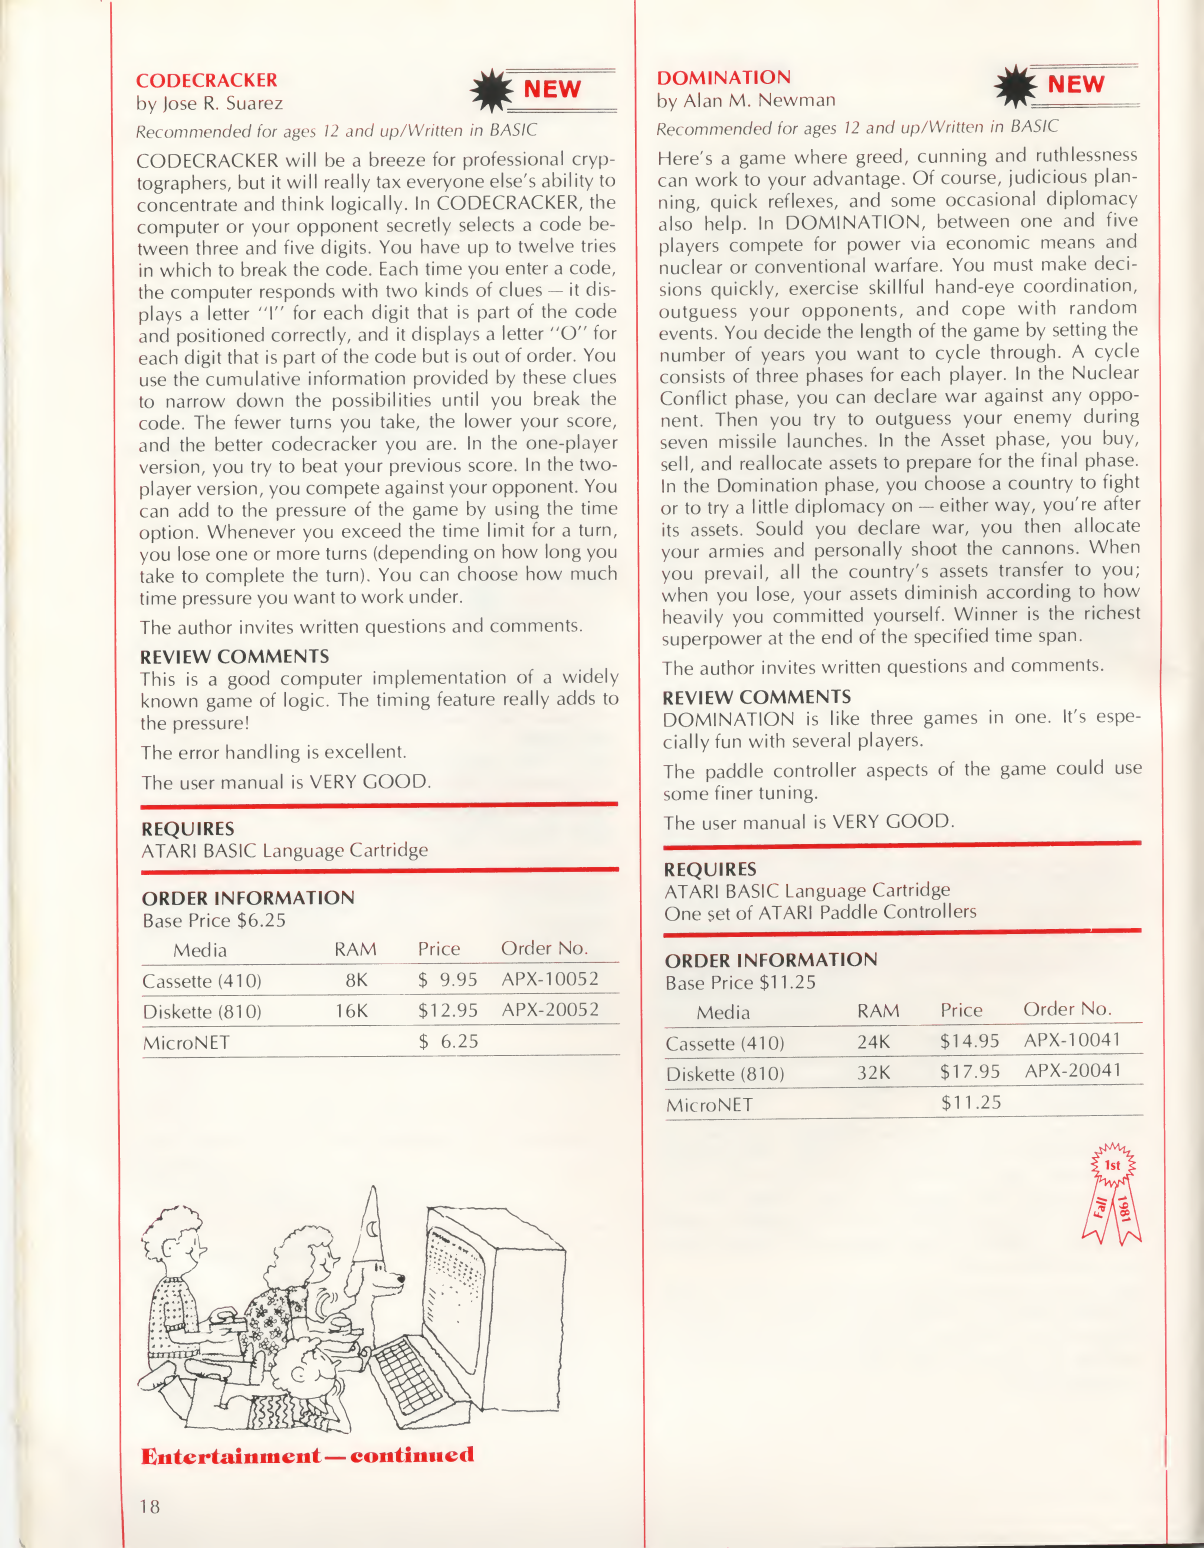 CODECRACKER
NEW
by Jose R. Suarez
Recommended for ages 12 and up/Written in BASIC
CODECRACKER will be a breeze for professional cryp-
tographers, but it will really tax everyone else's ability to
concentrate and think logically. In CODECRACKER, the
computer or your opponent secretly selects a code be-
tween three and five digits. You have up to twelve tries
in which to break the code. Each time you enter a code,
the computer responds with two kinds of clues — it dis-
plays a letter "I" for each digit that is part of the code
and positioned correctly, and it displays a letter "O" for
each digit that is part of the code but is out of order. You
use the cumulative information provided by these clues
to narrow down the possibilities until you break the
code. The fewer turns you take, the lower your score,
and the better codecracker you are. In the one-player
version, you try to beat your previous score. In the two-
player version, you compete against your opponent. You
can add to the pressure of the game by using the time
option. Whenever you exceed the time limit for a turn,
you lose one or more turns (depending on how long you
take to complete the turn). You can choose how much
time pressure you want to work under.
The author invites written questions and comments.
REVIEW COMMENTS
This is a good computer implementation of a widely
known game of logic. The timing feature really adds to
the pressure!
The error handling is excellent.
The user manual is VERY GOOD.
REQUIRES
ATARI BASIC Language Cartridge
ORDER INFORMATION
Base Price $6.25
Media RAM Price Order No.
Cassette (410) 8K $ 9.95 APX-10052
Diskette (810) 16K $12.95 APX-20052
MicroNET $ 6.25
Entertainment — continued
18
DOMINATION
NEW
by Alan M. Newman
Recommended for ages 12 and up/Written in BASIC
Here's a game where greed, cunning and ruthlessness
can work to your advantage. Of course, judicious plan-
ning, quick reflexes, and some occasional diplomacy
also help. In DOMINATION, between one and five
players compete for power via economic means and
nuclear or conventional warfare. You must make deci-
sions quickly, exercise skillful hand-eye coordination,
outguess your opponents, and cope with random
events. You decide the length of the game by setting the
number of years you want to cycle through. A cycle
consists of three phases for each player. In the Nuclear
Conflict phase, you can declare war against any oppo-
nent. Then you try to outguess your enemy during
seven missile launches. In the Asset phase, you buy,
sell, and reallocate assets to prepare for the final phase.
In the Domination phase, you choose a country to fight
or to try a little diplomacy on — either way, you're after
its assets. Sould you declare war, you then allocate
your armies and personally shoot the cannons. When
you prevail, all the country's assets transfer to you;
when you lose, your assets diminish according to how
heavily you committed yourself. Winner is the richest
superpower at the end of the specified time span.
The author invites written questions and comments.
REVIEW COMMENTS
DOMINATION is like three games in one. It's espe-
cially fun with several players.
The paddle controller aspects of the game could use
some finer tuning.
The user manual is VERY GOOD.
REQUIRES
ATARI BASIC Language Cartridge
One set of ATARI Paddle Controllers
ORDER INFORMATION
Base Price $11.25
Media RAM Price Order No.
Cassette (410) 24K $14.95 APX-10041
Diskette (810) 32K $17.95 APX-20041
MicroNET $11.25
1st
Fall 1981